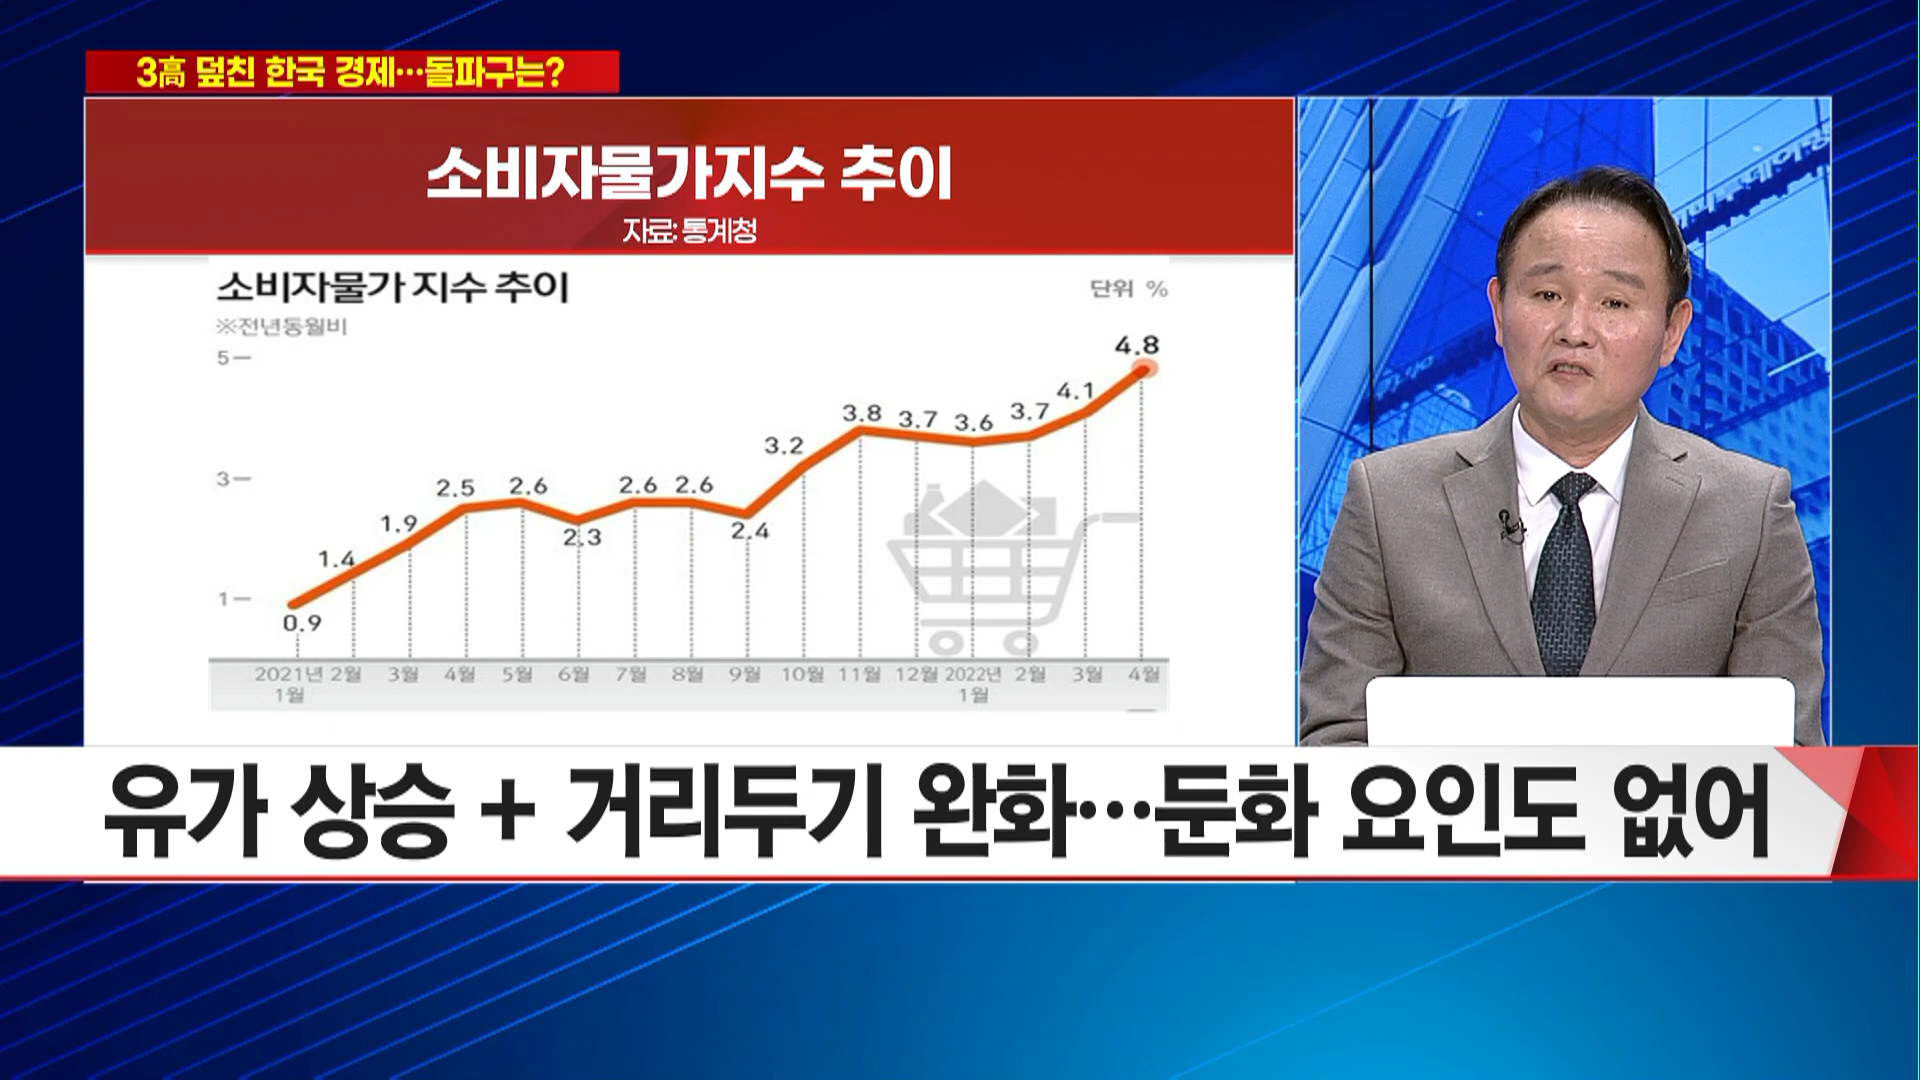 3高 덮친 한국 경제…돌파구는?
소비자물가지수 추이
자료: 통계청
소비자물가 지수 추이
단위 %
※전년동월비
5
3
1
0.9
1.4
1.9
2.5
2.6
2.3
2.6
2.6
2.4
3.2
3.8
3.7
3.6
3.7
4.1
4.8
2021년 1월
2월
3월
4월
5월
6월
7월
8월
9월
10월
11월
12월
2022년 1월
2월
3월
4월
유가 상승 + 거리두기 완화…둔화 요인도 없어